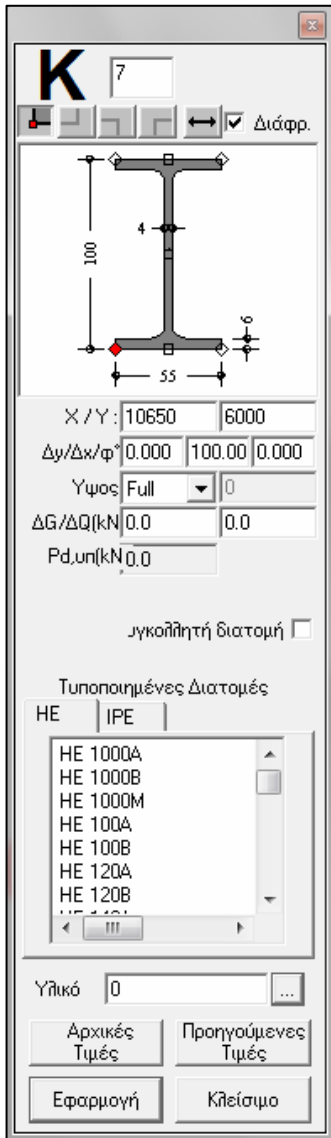 K 7
Διάφρ.
4
100
6
55
X / Y : 10650 6000
Δy/Δx/φ° 0.000 100.00 0.000
Υψος Full 0
ΔG/ΔQ(kN 0.0 0.0
Pd,υπ(kN 0.0
υγκολλητή διατομή
Τυποποιημένες Διατομές
HE IPE
HE 1000A
HE 1000B
HE 1000M
HE 100A
HE 100B
HE 120A
HE 120B
Υλικό 0 ...
Αρχικές Τιμές
Προηγούμενες Τιμές
Εφαρμογή Κλείσιμο